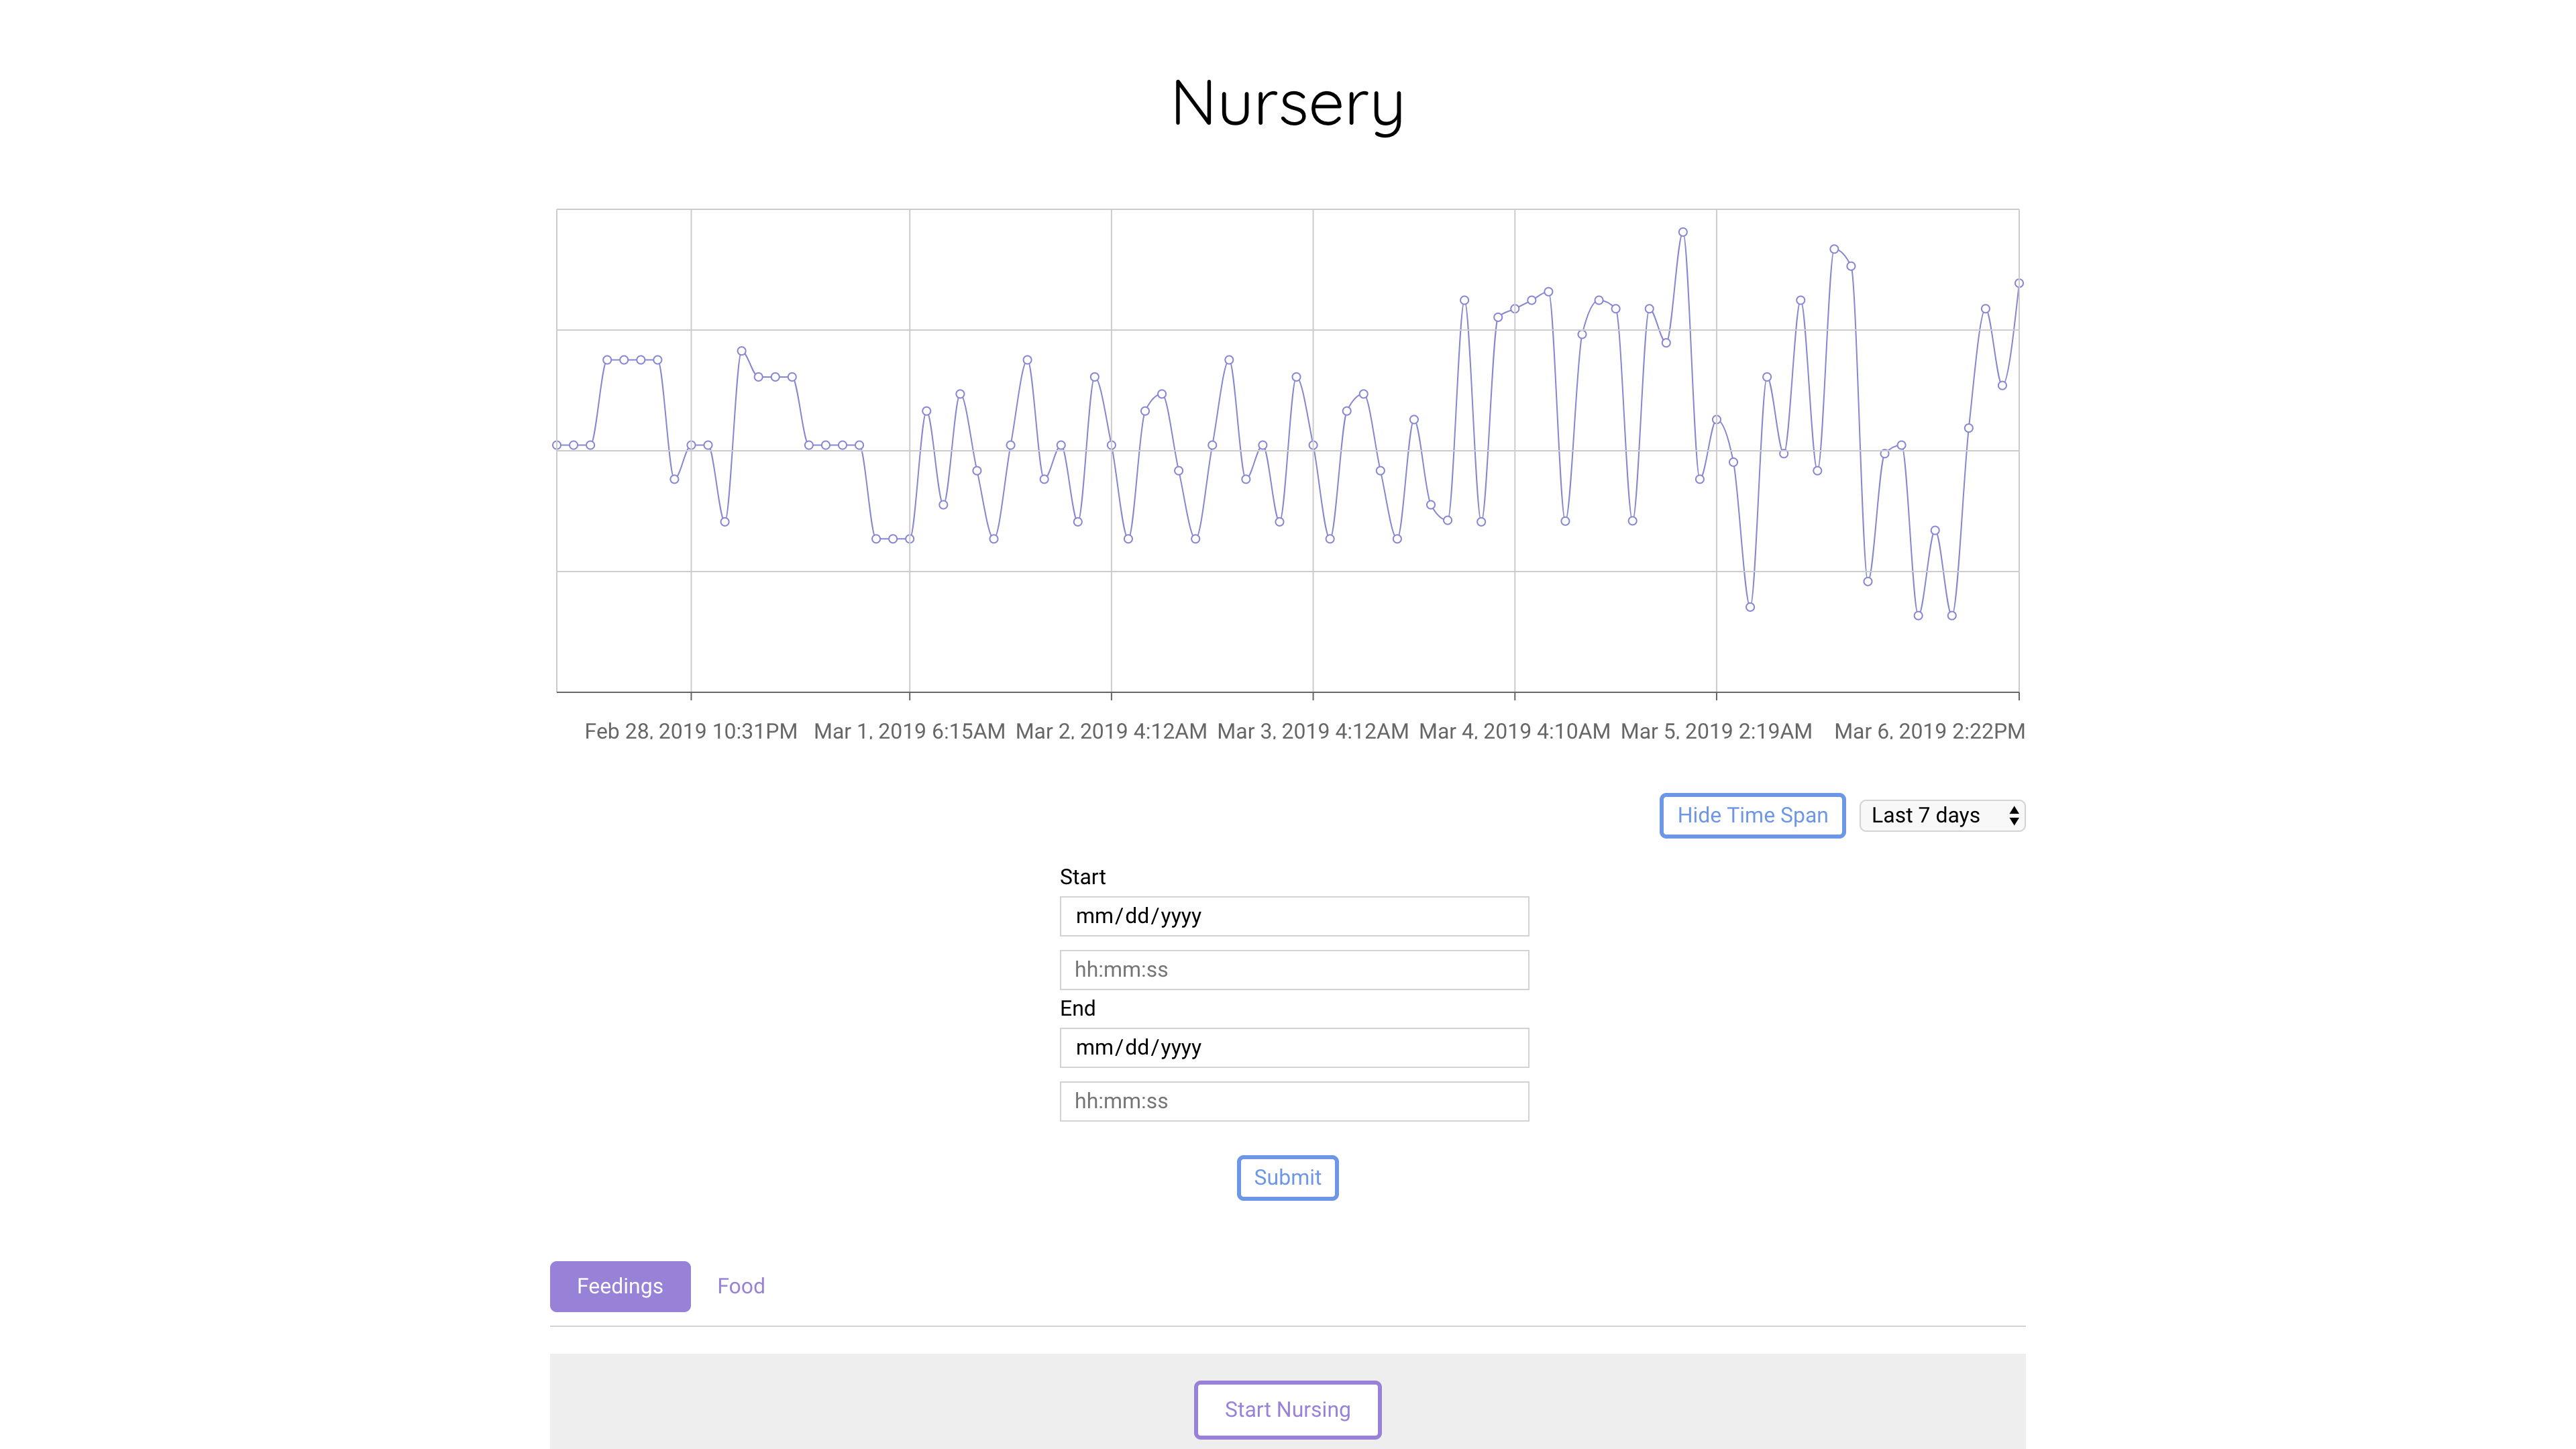 Nursery
Feb 28, 2019 10:31PM Mar 1, 2019 6:15AM Mar 2, 2019 4:12AM Mar 3, 2019 4:12AM Mar 4, 2019 4:10AM Mar 5, 2019 2:19AM Mar 6, 2019 2:22PM
Hide Time Span Last 7 days
Start
mm/dd/yyyy
hh:mm:ss
End
mm/dd/yyyy
hh:mm:ss
Submit
Feedings Food
Start Nursing